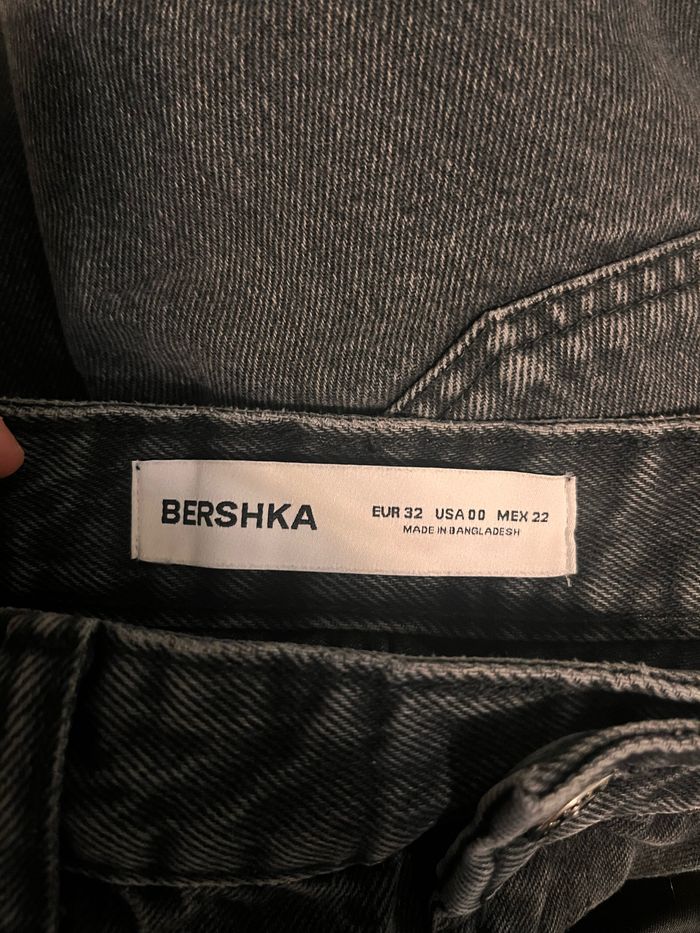 BERSHKA
EUR 32 USA 00 MEX 22
MADE IN BANGLADESH